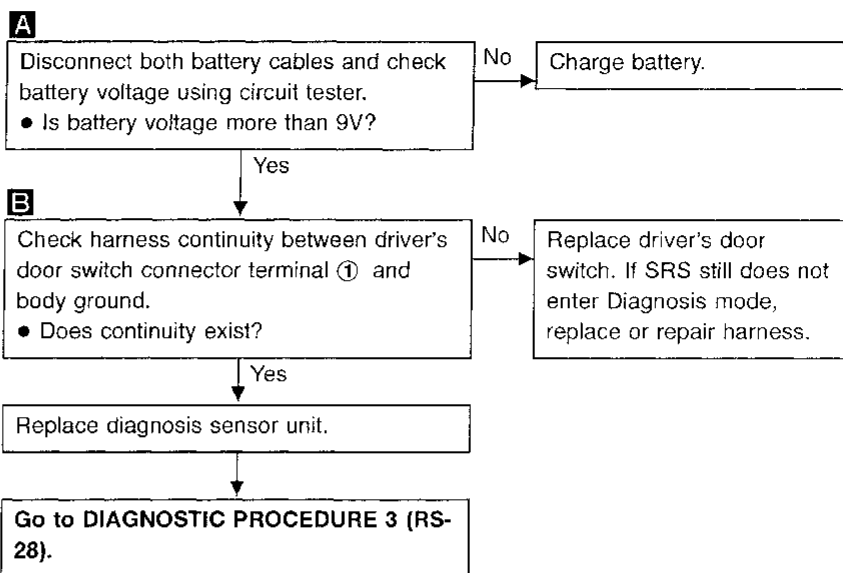 A
Disconnect both battery cables and check
battery voltage using circuit tester.
● Is battery voltage more than 9V?
No
Charge battery.
Yes
B
Check harness continuity between driver's
door switch connector terminal ① and
body ground.
● Does continuity exist?
No
Replace driver's door
switch. If SRS still does not
enter Diagnosis mode,
replace or repair harness.
Yes
Replace diagnosis sensor unit.
Go to DIAGNOSTIC PROCEDURE 3 (RS-
28).